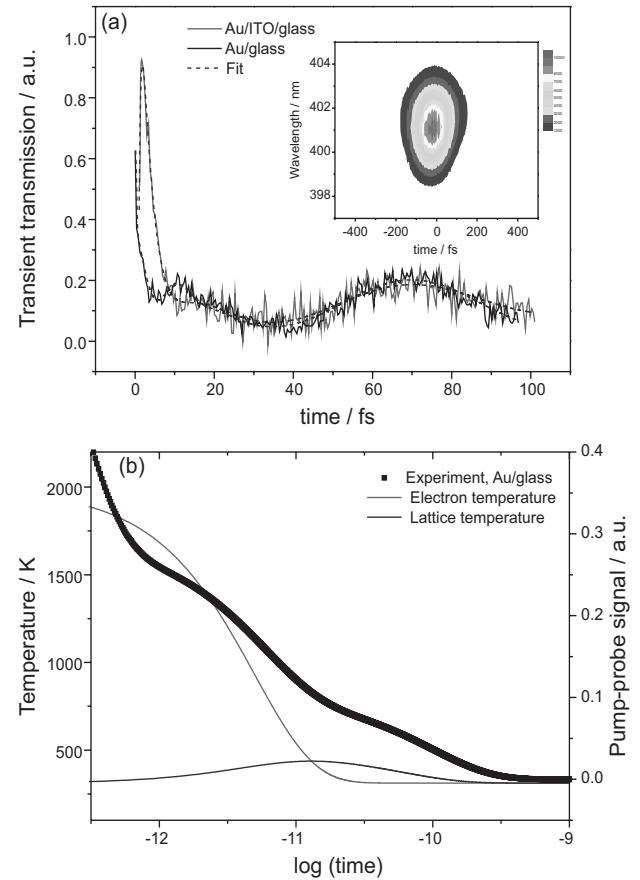 (a)
Au/ITO/glass
Au/glass
Fit
Transient transmission / a.u.
1.0
0.8
0.6
0.4
0.2
0.0
0 20 40 60 80 100
time / fs
Wavelength / nm
404
402
400
398
-400 -200 0 200 400
time / fs
(b)
Experiment, Au/glass
Electron temperature
Lattice temperature
Temperature / K
2000
1500
1000
500
Pump-probe signal / a.u.
0.4
0.3
0.2
0.1
0.0
-12 -11 -10 -9
log (time)